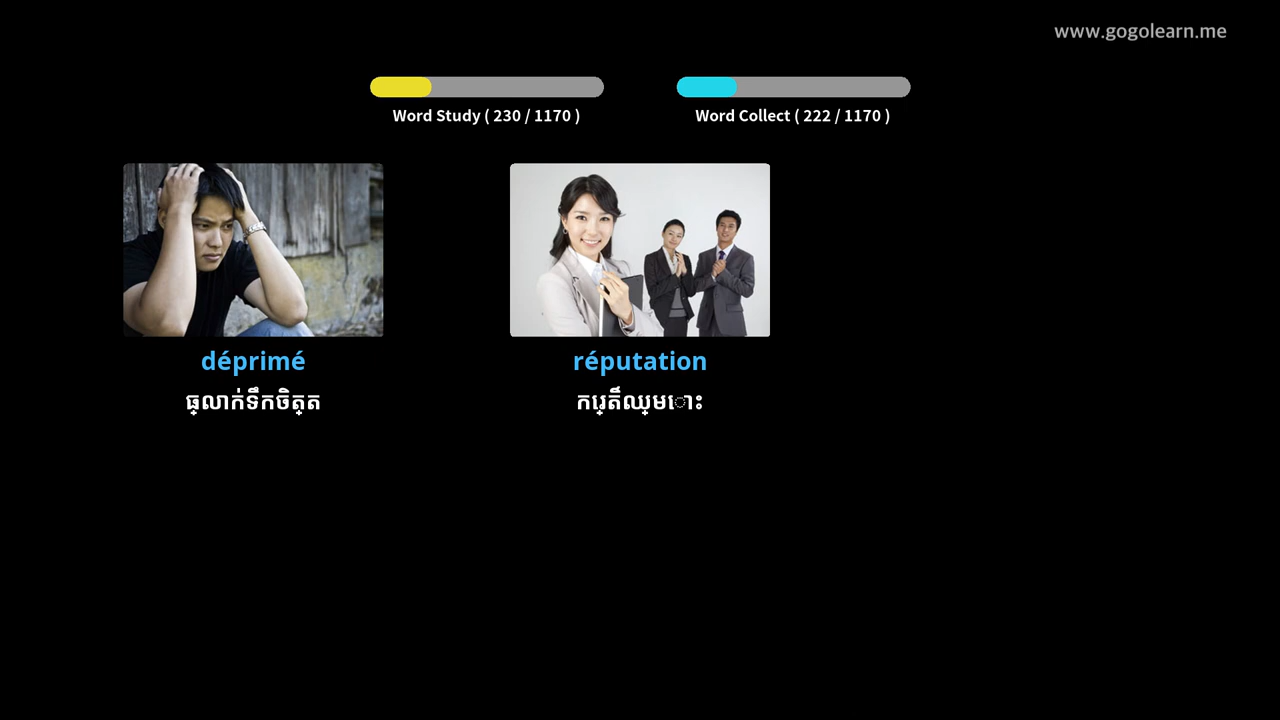 www.gogolearn.me
Word Study ( 230 / 1170 )
Word Collect ( 222 / 1170 )
déprimé
réputation
ធ្លាក់ទឹកចិត្ត
កេរ្តិ៍ឈ្មោះ